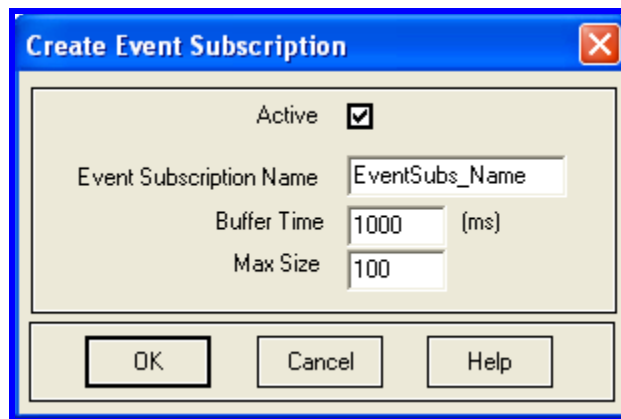 Create Event Subscription
Active
Event Subscription Name EventSubs_Name
Buffer Time 1000 (ms)
Max Size 100
OK Cancel Help